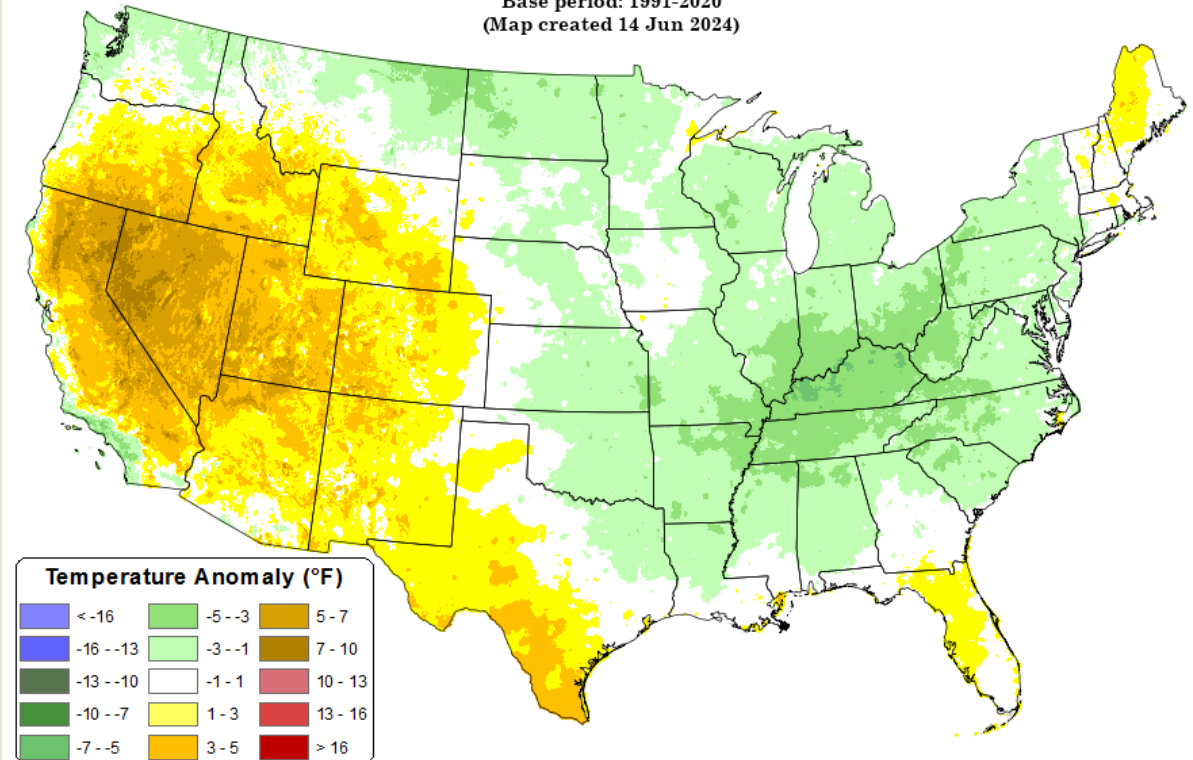 Base period: 1991-2020
(Map created 14 Jun 2024)
Temperature Anomaly (°F)
< -16
-16 - -13
-13 - -10
-10 - -7
-7 - -5
-5 - -3
-3 - -1
-1 - 1
1 - 3
3 - 5
5 - 7
7 - 10
10 - 13
13 - 16
> 16